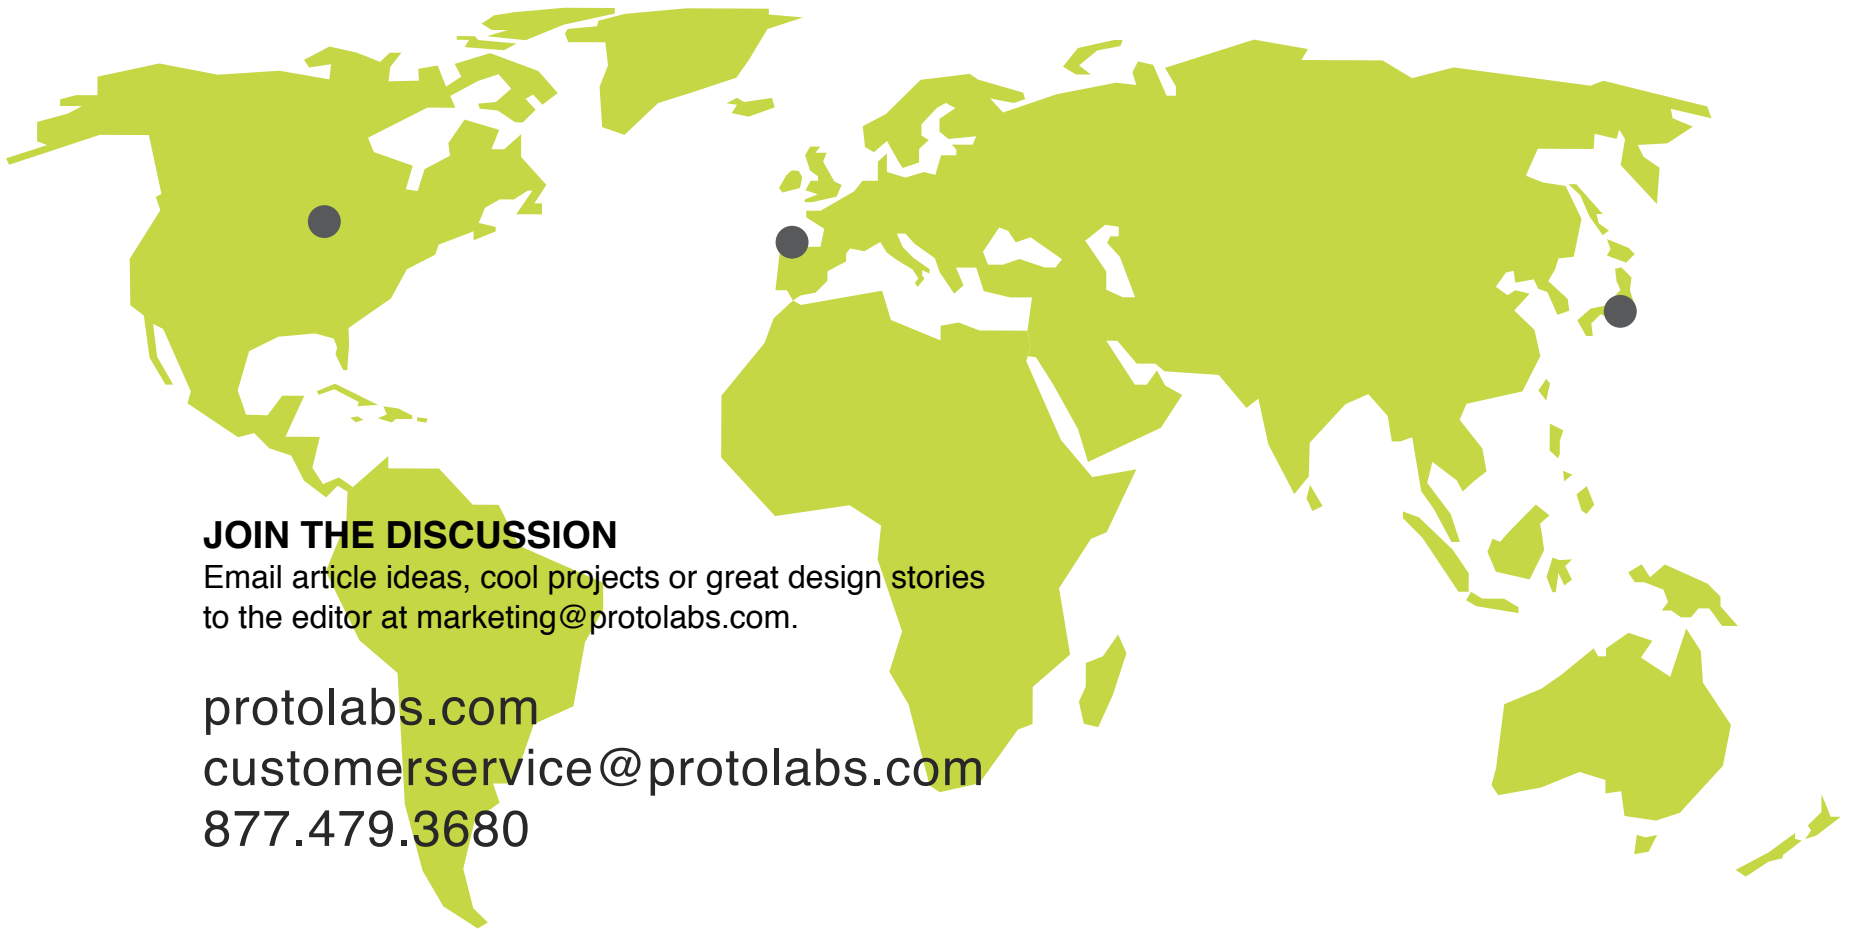 JOIN THE DISCUSSION
Email article ideas, cool projects or great design stories
to the editor at marketing@protolabs.com.
protolabs.com
customerservice@protolabs.com
877.479.3680